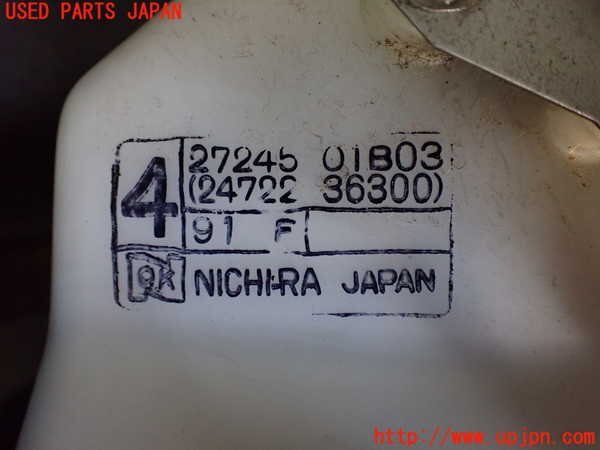 USED PARTS JAPAN
4
27245 01B03
(24722 36300)
91 F
NICHI-RA JAPAN
http://www.upjpn.com/